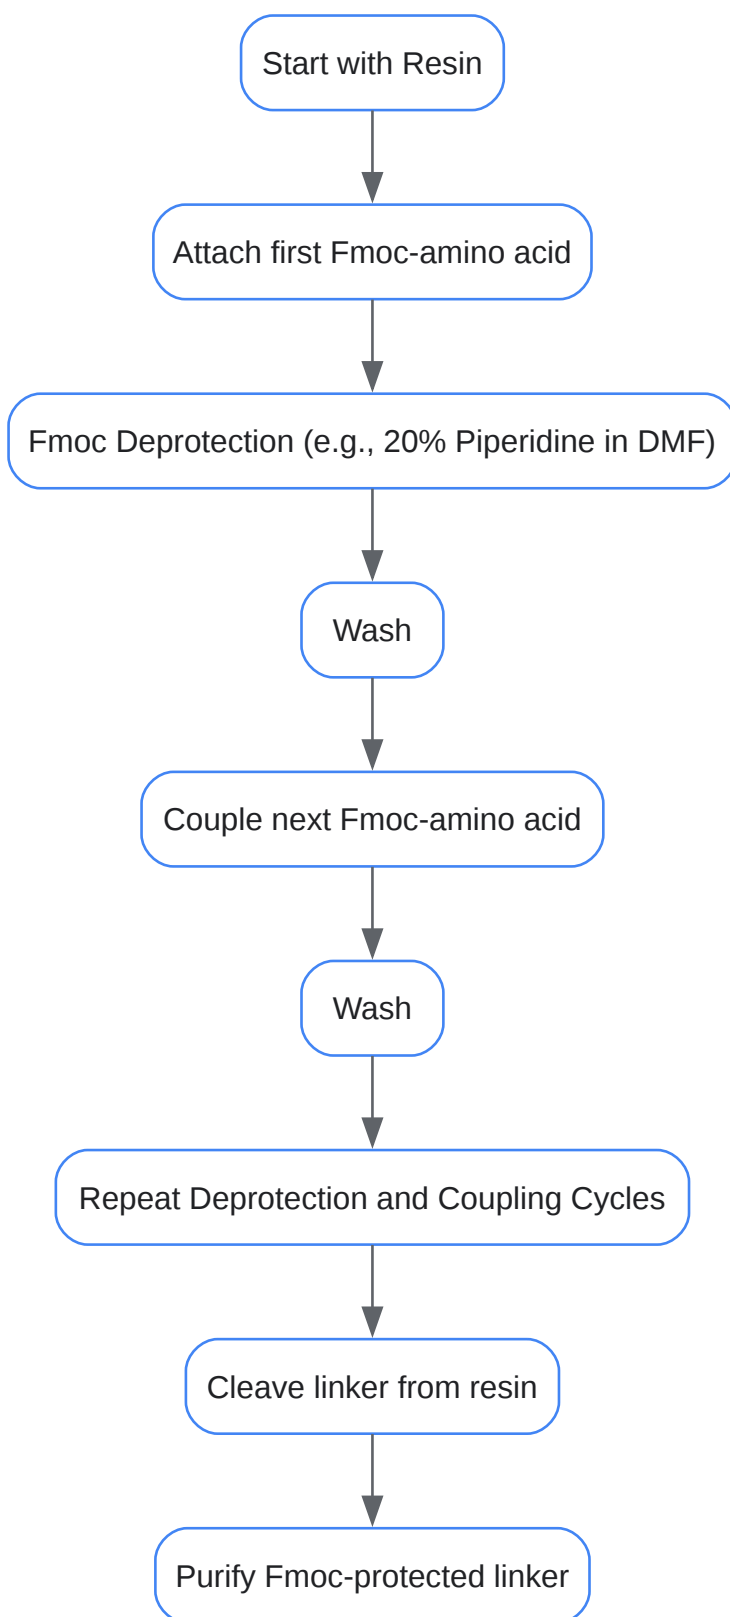 Start with Resin
Attach first Fmoc-amino acid
Fmoc Deprotection (e.g., 20% Piperidine in DMF)
Wash
Couple next Fmoc-amino acid
Wash
Repeat Deprotection and Coupling Cycles
Cleave linker from resin
Purify Fmoc-protected linker